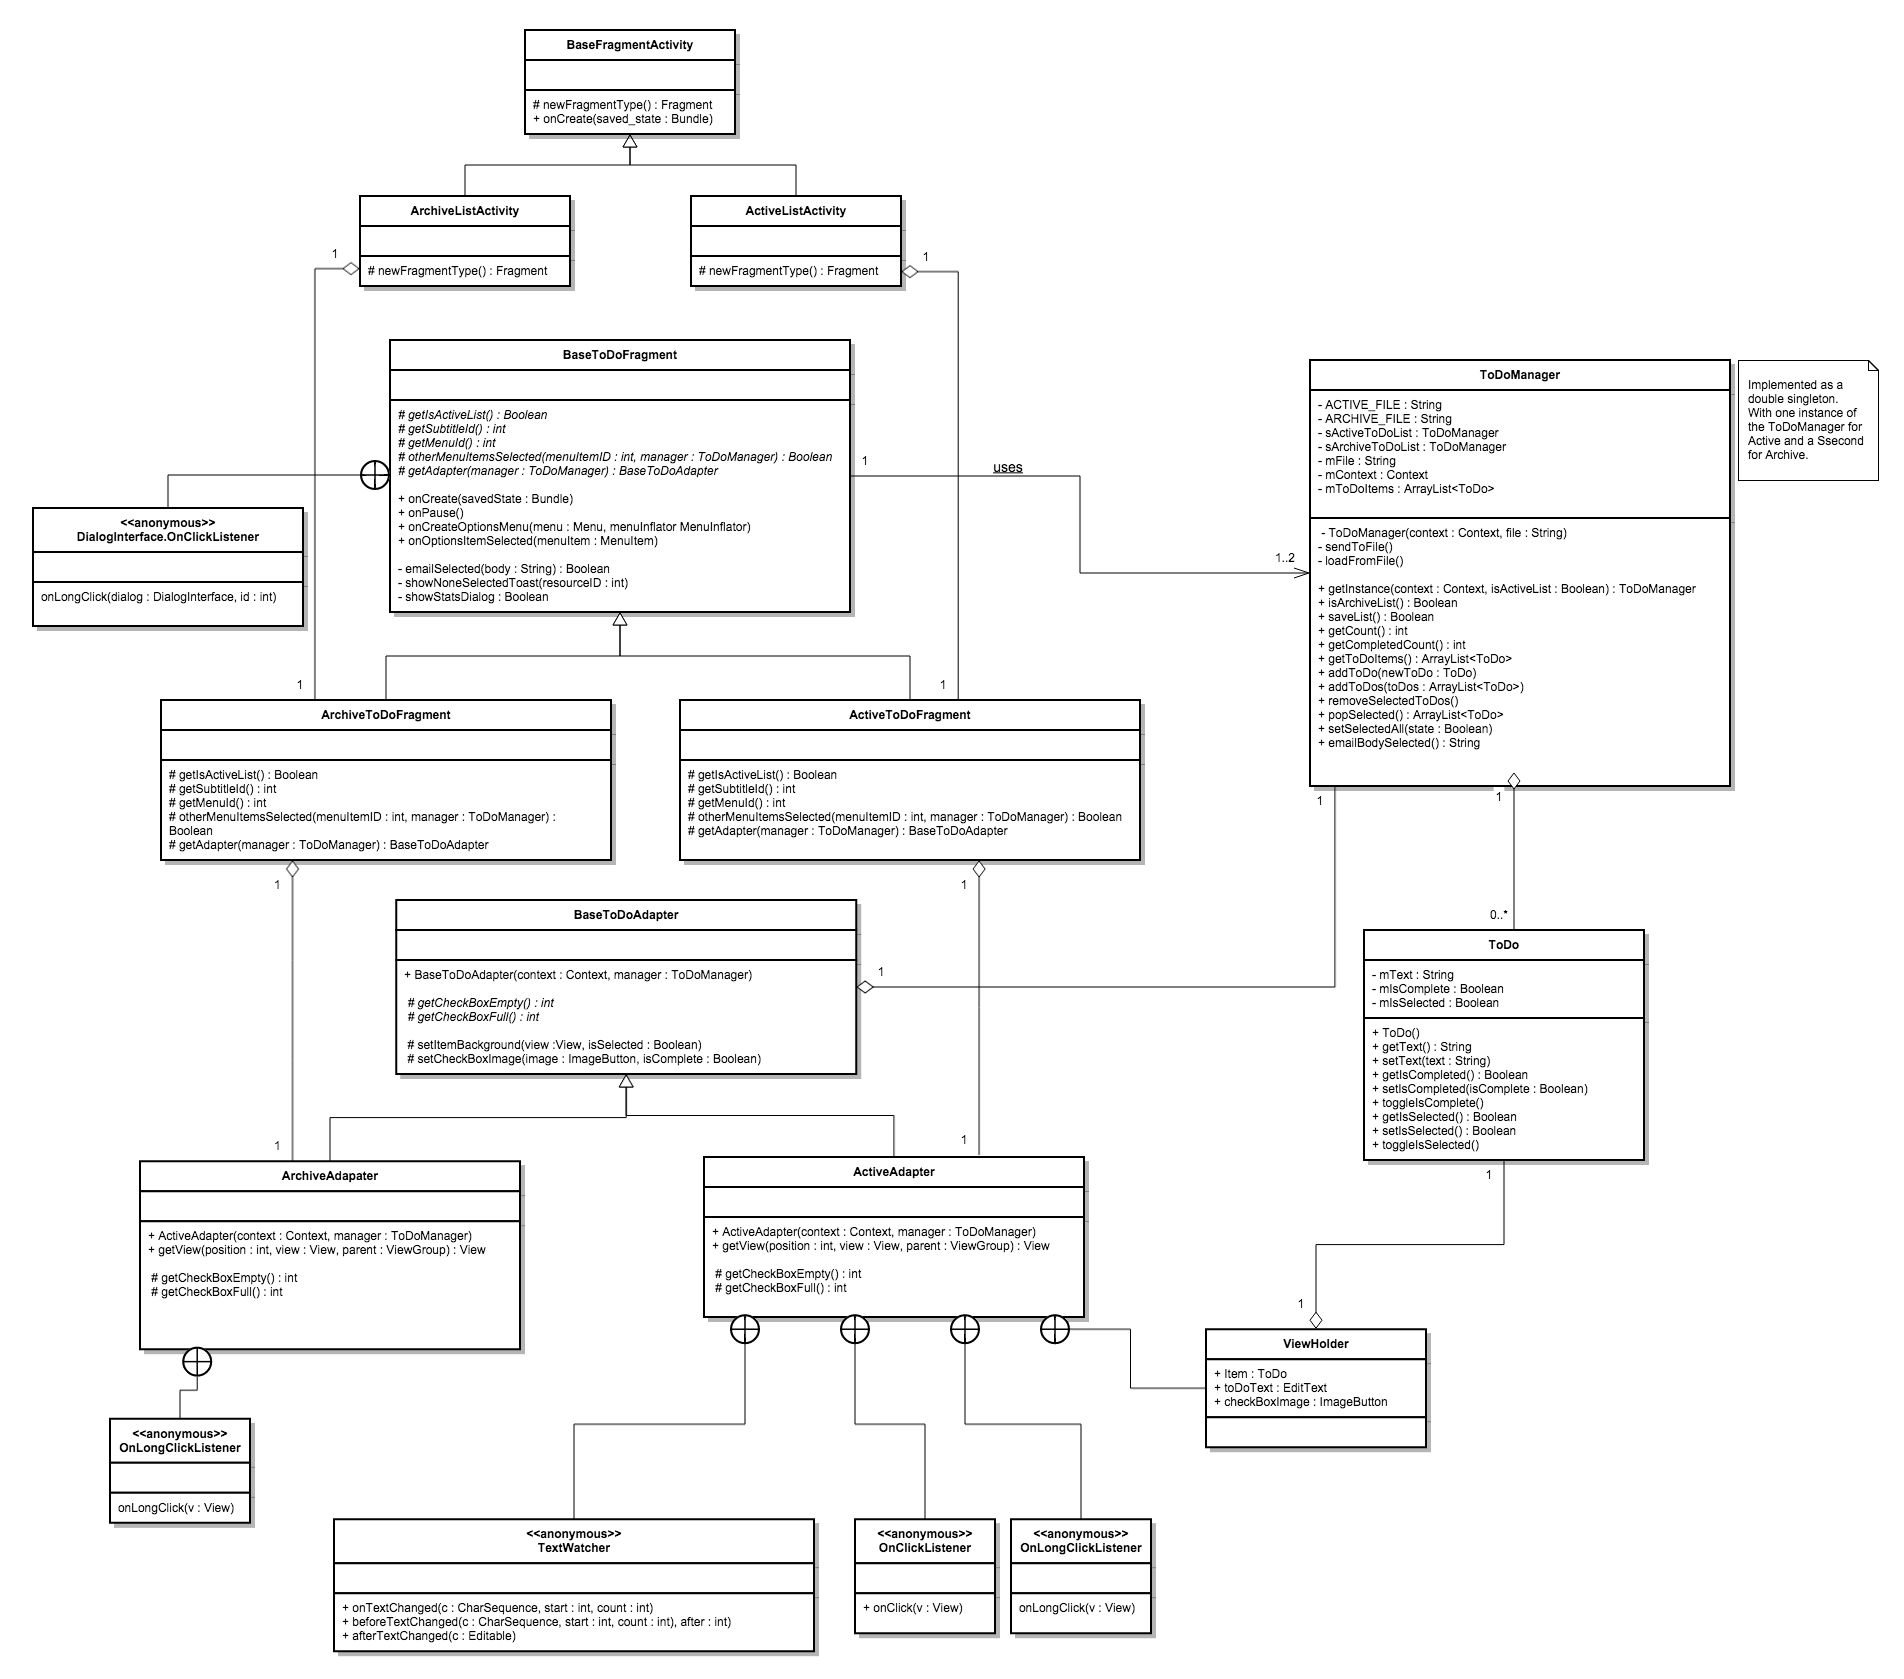 BaseFragmentActivity
# newFragmentType() : Fragment
+ onCreate(saved_state : Bundle)
ArchiveListActivity
# newFragmentType() : Fragment
1
ActiveListActivity
# newFragmentType() : Fragment
1
BaseToDoFragment
# getIsActiveList() : Boolean
# getSubtitleId() : int
# getMenuId() : int
# otherMenuItemsSelected(menuItemID : int, manager : ToDoManager) : Boolean
# getAdapter(manager : ToDoManager) : BaseToDoAdapter
+ onCreate(savedState : Bundle)
+ onPause()
+ onCreateOptionsMenu(menu : Menu, menuInflator MenuInflator)
+ onOptionsItemSelected(menuItem : MenuItem)
- emailSelected(body : String) : Boolean
- showNoneSelectedToast(resourceID : int)
- showStatsDialog : Boolean
1
uses
1..2
<<anonymous>>
DialogInterface.OnClickListener
onLongClick(dialog : DialogInterface, id : int)
ToDoManager
- ACTIVE_FILE : String
- ARCHIVE_FILE : String
- sActiveToDoList : ToDoManager
- sArchiveToDoList : ToDoManager
- mFile : String
- mContext : Context
- mToDoItems : ArrayList<ToDo>
- ToDoManager(context : Context, file : String)
- sendToFile()
- loadFromFile()
+ getInstance(context : Context, isActiveList : Boolean) : ToDoManager
+ isArchiveList() : Boolean
+ saveList() : Boolean
+ getCount() : int
+ getCompletedCount() : int
+ getToDoItems() : ArrayList<ToDo>
+ addToDo(newToDo : ToDo)
+ addToDos(toDos : ArrayList<ToDo>)
+ removeSelectedToDos()
+ popSelected() : ArrayList<ToDo>
+ setSelectedAll(state : Boolean)
+ emailBodySelected() : String
Implemented as a
double singleton.
With one instance of
the ToDoManager for
Active and a Ssecond
for Archive.
1
1
1
ArchiveToDoFragment
# getIsActiveList() : Boolean
# getSubtitleId() : int
# getMenuId() : int
# otherMenuItemsSelected(menuItemID : int, manager : ToDoManager) :
Boolean
# getAdapter(manager : ToDoManager) : BaseToDoAdapter
1
1
ActiveToDoFragment
# getIsActiveList() : Boolean
# getSubtitleId() : int
# getMenuId() : int
# otherMenuItemsSelected(menuItemID : int, manager : ToDoManager) : Boolean
# getAdapter(manager : ToDoManager) : BaseToDoAdapter
1
BaseToDoAdapter
+ BaseToDoAdapter(context : Context, manager : ToDoManager)
# getCheckBoxEmpty() : int
# getCheckBoxFull() : int
# setItemBackground(view :View, isSelected : Boolean)
# setCheckBoxImage(image : ImageButton, isComplete : Boolean)
1
0..*
ToDo
- mText : String
- mIsComplete : Boolean
- mIsSelected : Boolean
+ ToDo()
+ getText() : String
+ setText(text : String)
+ getIsCompleted() : Boolean
+ setIsCompleted(isComplete : Boolean)
+ toggleIsComplete()
+ getIsSelected() : Boolean
+ setIsSelected() : Boolean
+ toggleIsSelected()
1
1
ArchiveAdapater
+ ActiveAdapter(context : Context, manager : ToDoManager)
+ getView(position : int, view : View, parent : ViewGroup) : View
# getCheckBoxEmpty() : int
# getCheckBoxFull() : int
1
ActiveAdapter
+ ActiveAdapter(context : Context, manager : ToDoManager)
+ getView(position : int, view : View, parent : ViewGroup) : View
# getCheckBoxEmpty() : int
# getCheckBoxFull() : int
1
ViewHolder
+ Item : ToDo
+ toDoText : EditText
+ checkBoxImage : ImageButton
<<anonymous>>
OnLongClickListener
onLongClick(v : View)
<<anonymous>>
TextWatcher
+ onTextChanged(c : CharSequence, start : int, count : int)
+ beforeTextChanged(c : CharSequence, start : int, count : int), after : int)
+ afterTextChanged(c : Editable)
<<anonymous>>
OnClickListener
+ onClick(v : View)
<<anonymous>>
OnLongClickListener
onLongClick(v : View)